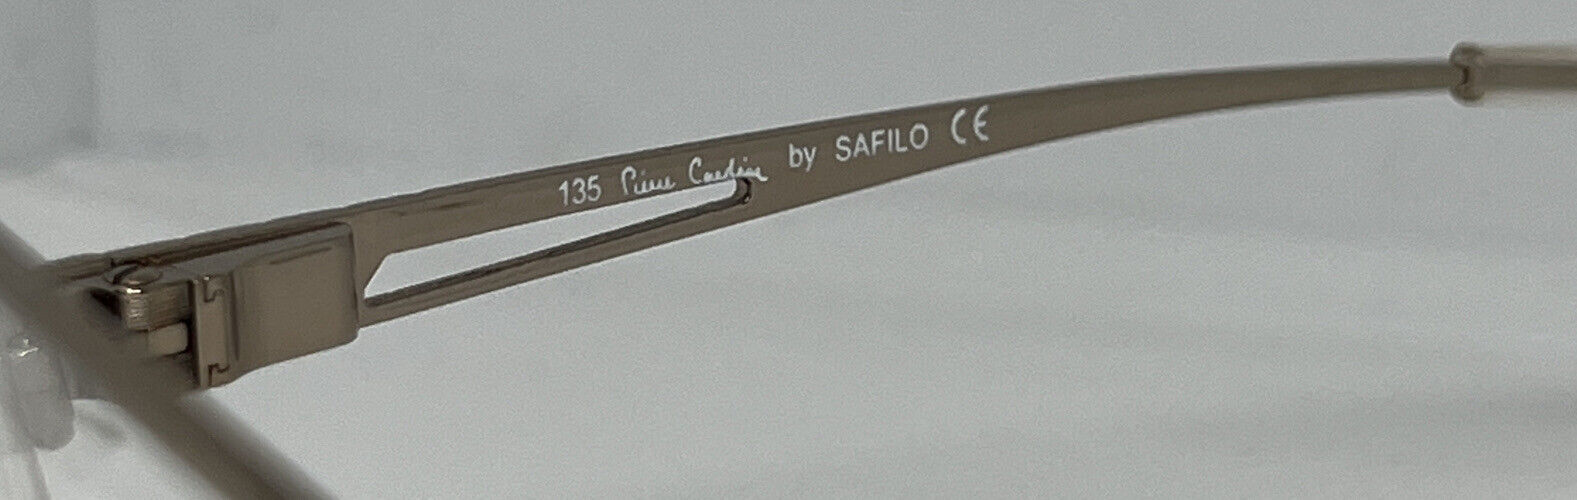 135 Pierre Cardin by SAFILO CE